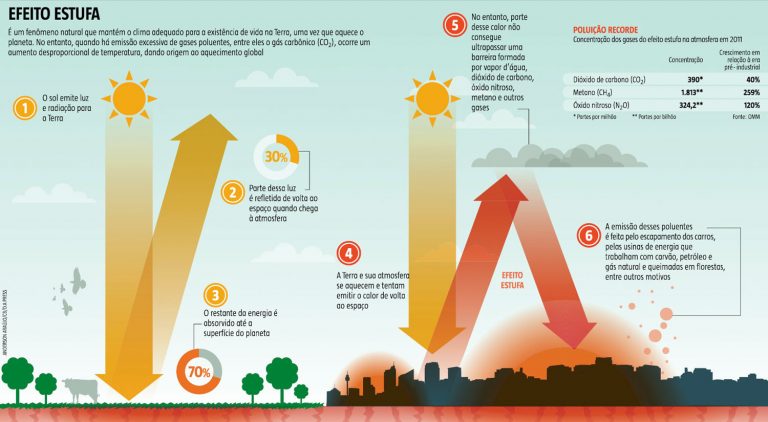 EFEITO ESTUFA
É um fenômeno natural que mantém o clima adequado para a existência de vida na Terra, uma vez que aquece o
planeta. No entanto, quando há emissão excessiva de gases poluentes, entre eles o gás carbônico (CO₂), ocorre um
aumento desproporcional de temperatura, dando origem ao aquecimento global
1
O sol emite luz
e radiação para
a Terra
30%
2
Parte dessa luz
é refletida de volta ao
espaço quando chega
à atmosfera
3
O restante da energia é
absorvido até a
superfície do planeta
70%
ANDERSON ARAÚJO/CB/D.A PRESS
4
A Terra e sua atmosfera
se aquecem e tentam
emitir o calor de volta
ao espaço
5
No entanto, parte
desse calor não
consegue
ultrapassar uma
barreira formada
por vapor d'água,
dióxido de carbono,
óxido nitroso,
metano e outros
gases
EFEITO
ESTUFA
POLUIÇÃO RECORDE
Concentração dos gases do efeito estufa na atmosfera em 2011
Concentração
Crescimento em
relação à era
pré - industrial
Dióxido de carbono (CO₂) 390* 40%
Metano (CH₄) 1.813** 259%
Óxido nitroso (N₂O) 324,2** 120%
* Partes por milhão ** Partes por bilhão Fonte: OMM
6
A emissão desses poluentes
é feita pelo escapamento dos carros,
pelas usinas de energia que
trabalham com carvão, petróleo e
gás natural e queimadas em florestas,
entre outros motivos